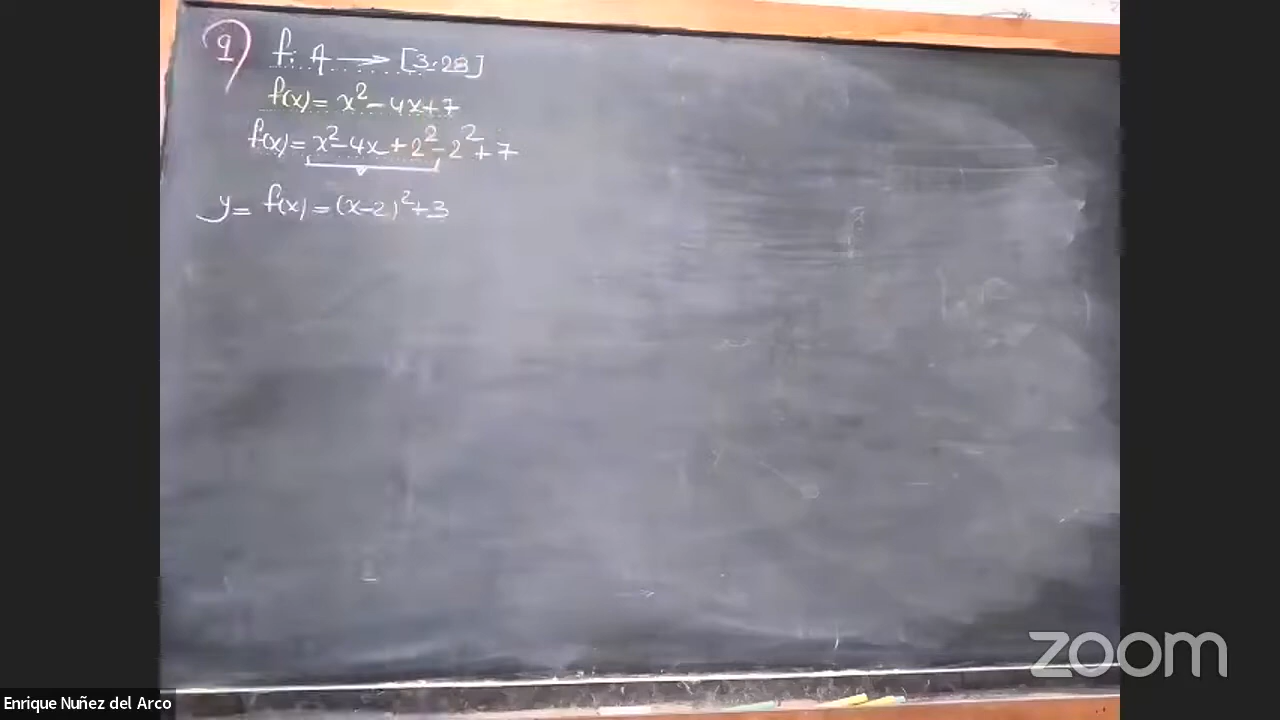 9) f: A → [3; 28]
f(x) = x² - 4x + 7
f(x) = x² - 4x + 2² - 2² + 7
y = f(x) = (x-2)² + 3
zoom
Enrique Nuñez del Arco